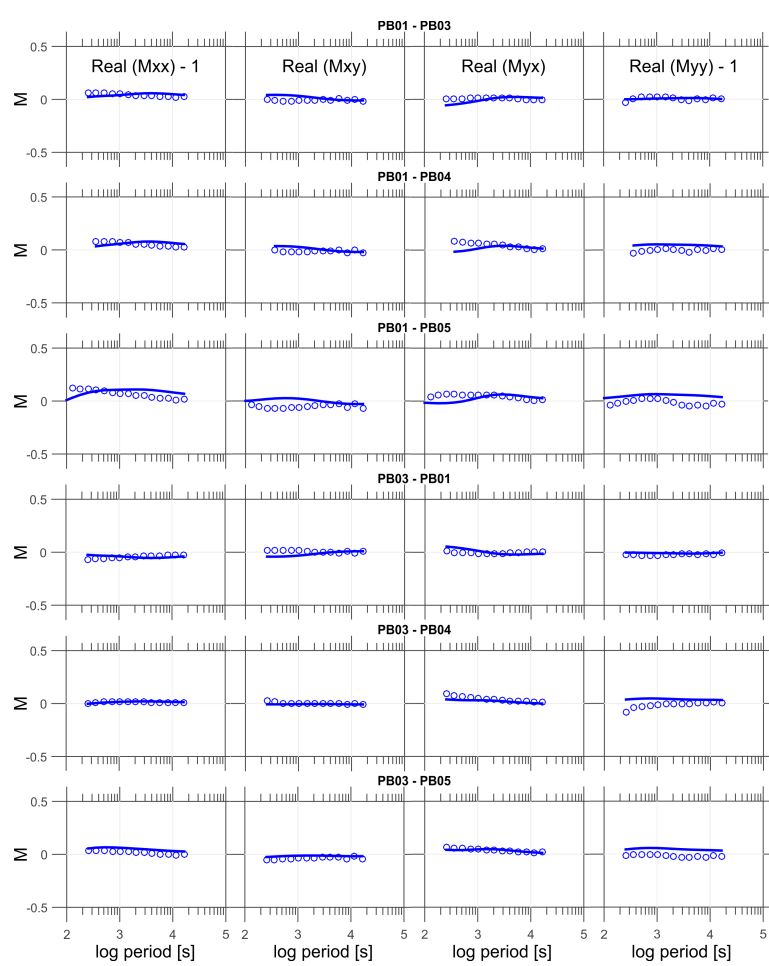 PB01 - PB03
Real (Mxx) - 1 Real (Mxy) Real (Myx) Real (Myy) - 1
0.5
M 0
-0.5
PB01 - PB04
0.5
M 0
-0.5
PB01 - PB05
0.5
M 0
-0.5
PB03 - PB01
0.5
M 0
-0.5
PB03 - PB04
0.5
M 0
-0.5
PB03 - PB05
0.5
M 0
-0.5
2 3 4 5 2 3 4 5 2 3 4 5 2 3 4 5
log period [s] log period [s] log period [s] log period [s]